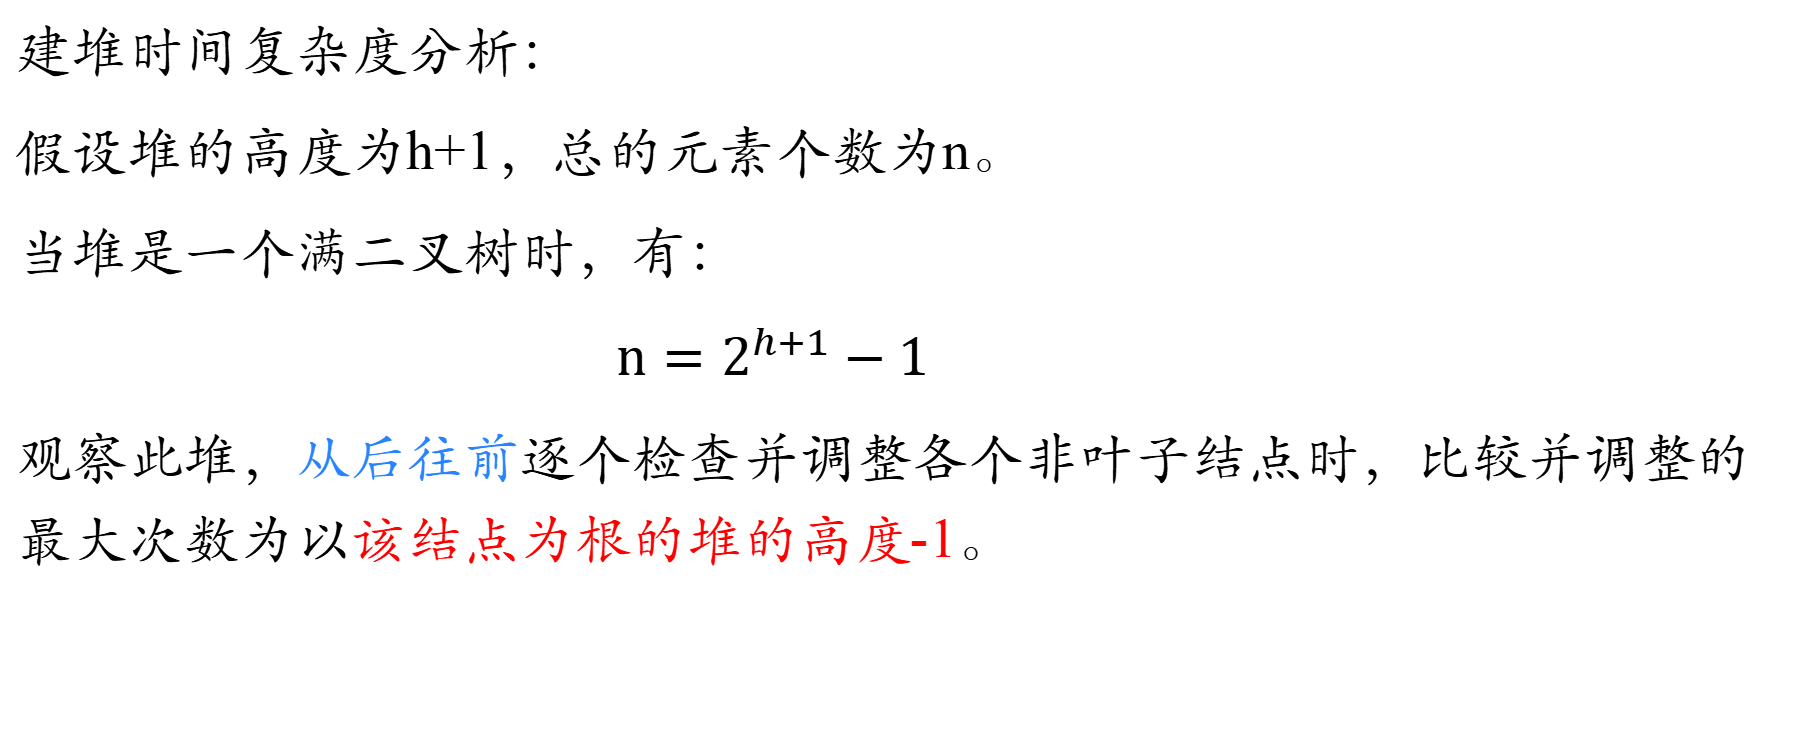 建堆时间复杂度分析：
假设堆的高度为h+1，总的元素个数为n。
当堆是一个满二叉树时，有：
n = 2^{h+1} − 1
观察此堆，从后往前逐个检查并调整各个非叶子结点时，比较并调整的
最大次数为以该结点为根的堆的高度-1。